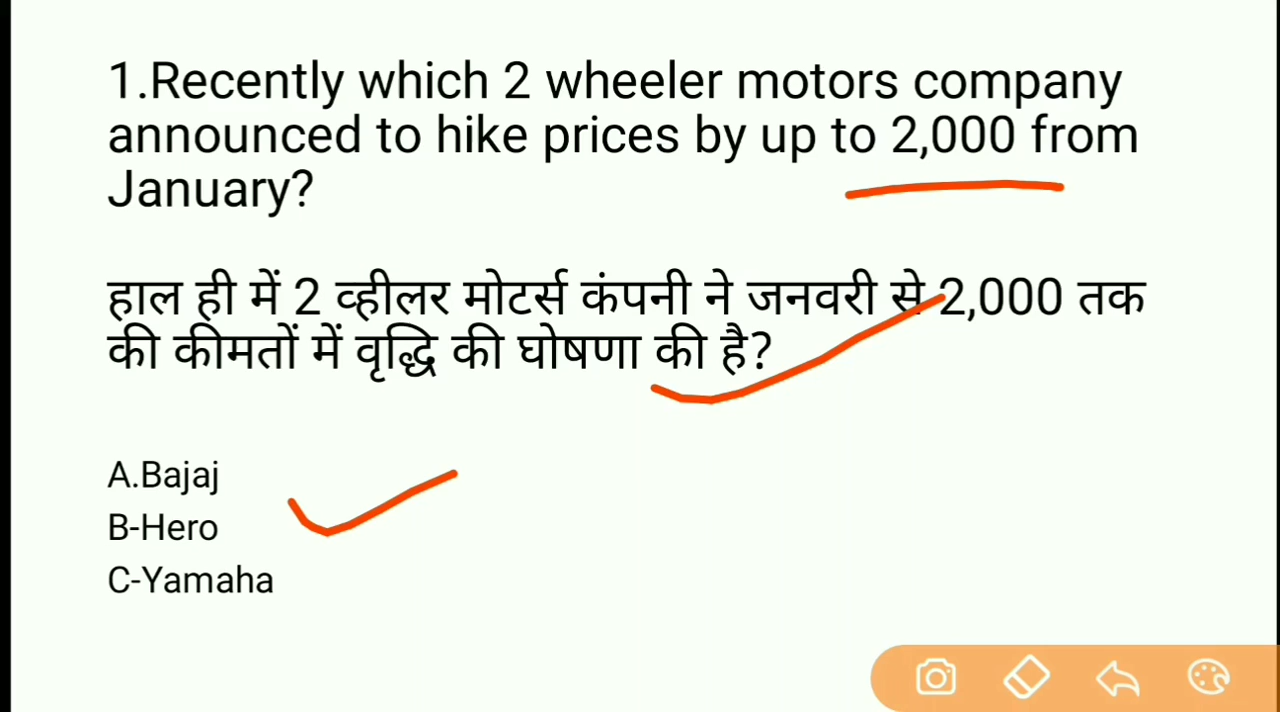 1.Recently which 2 wheeler motors company
announced to hike prices by up to 2,000 from
January?
हाल ही में 2 व्हीलर मोटर्स कंपनी ने जनवरी से 2,000 तक
की कीमतों में वृद्धि की घोषणा की है?
A.Bajaj
B-Hero
C-Yamaha